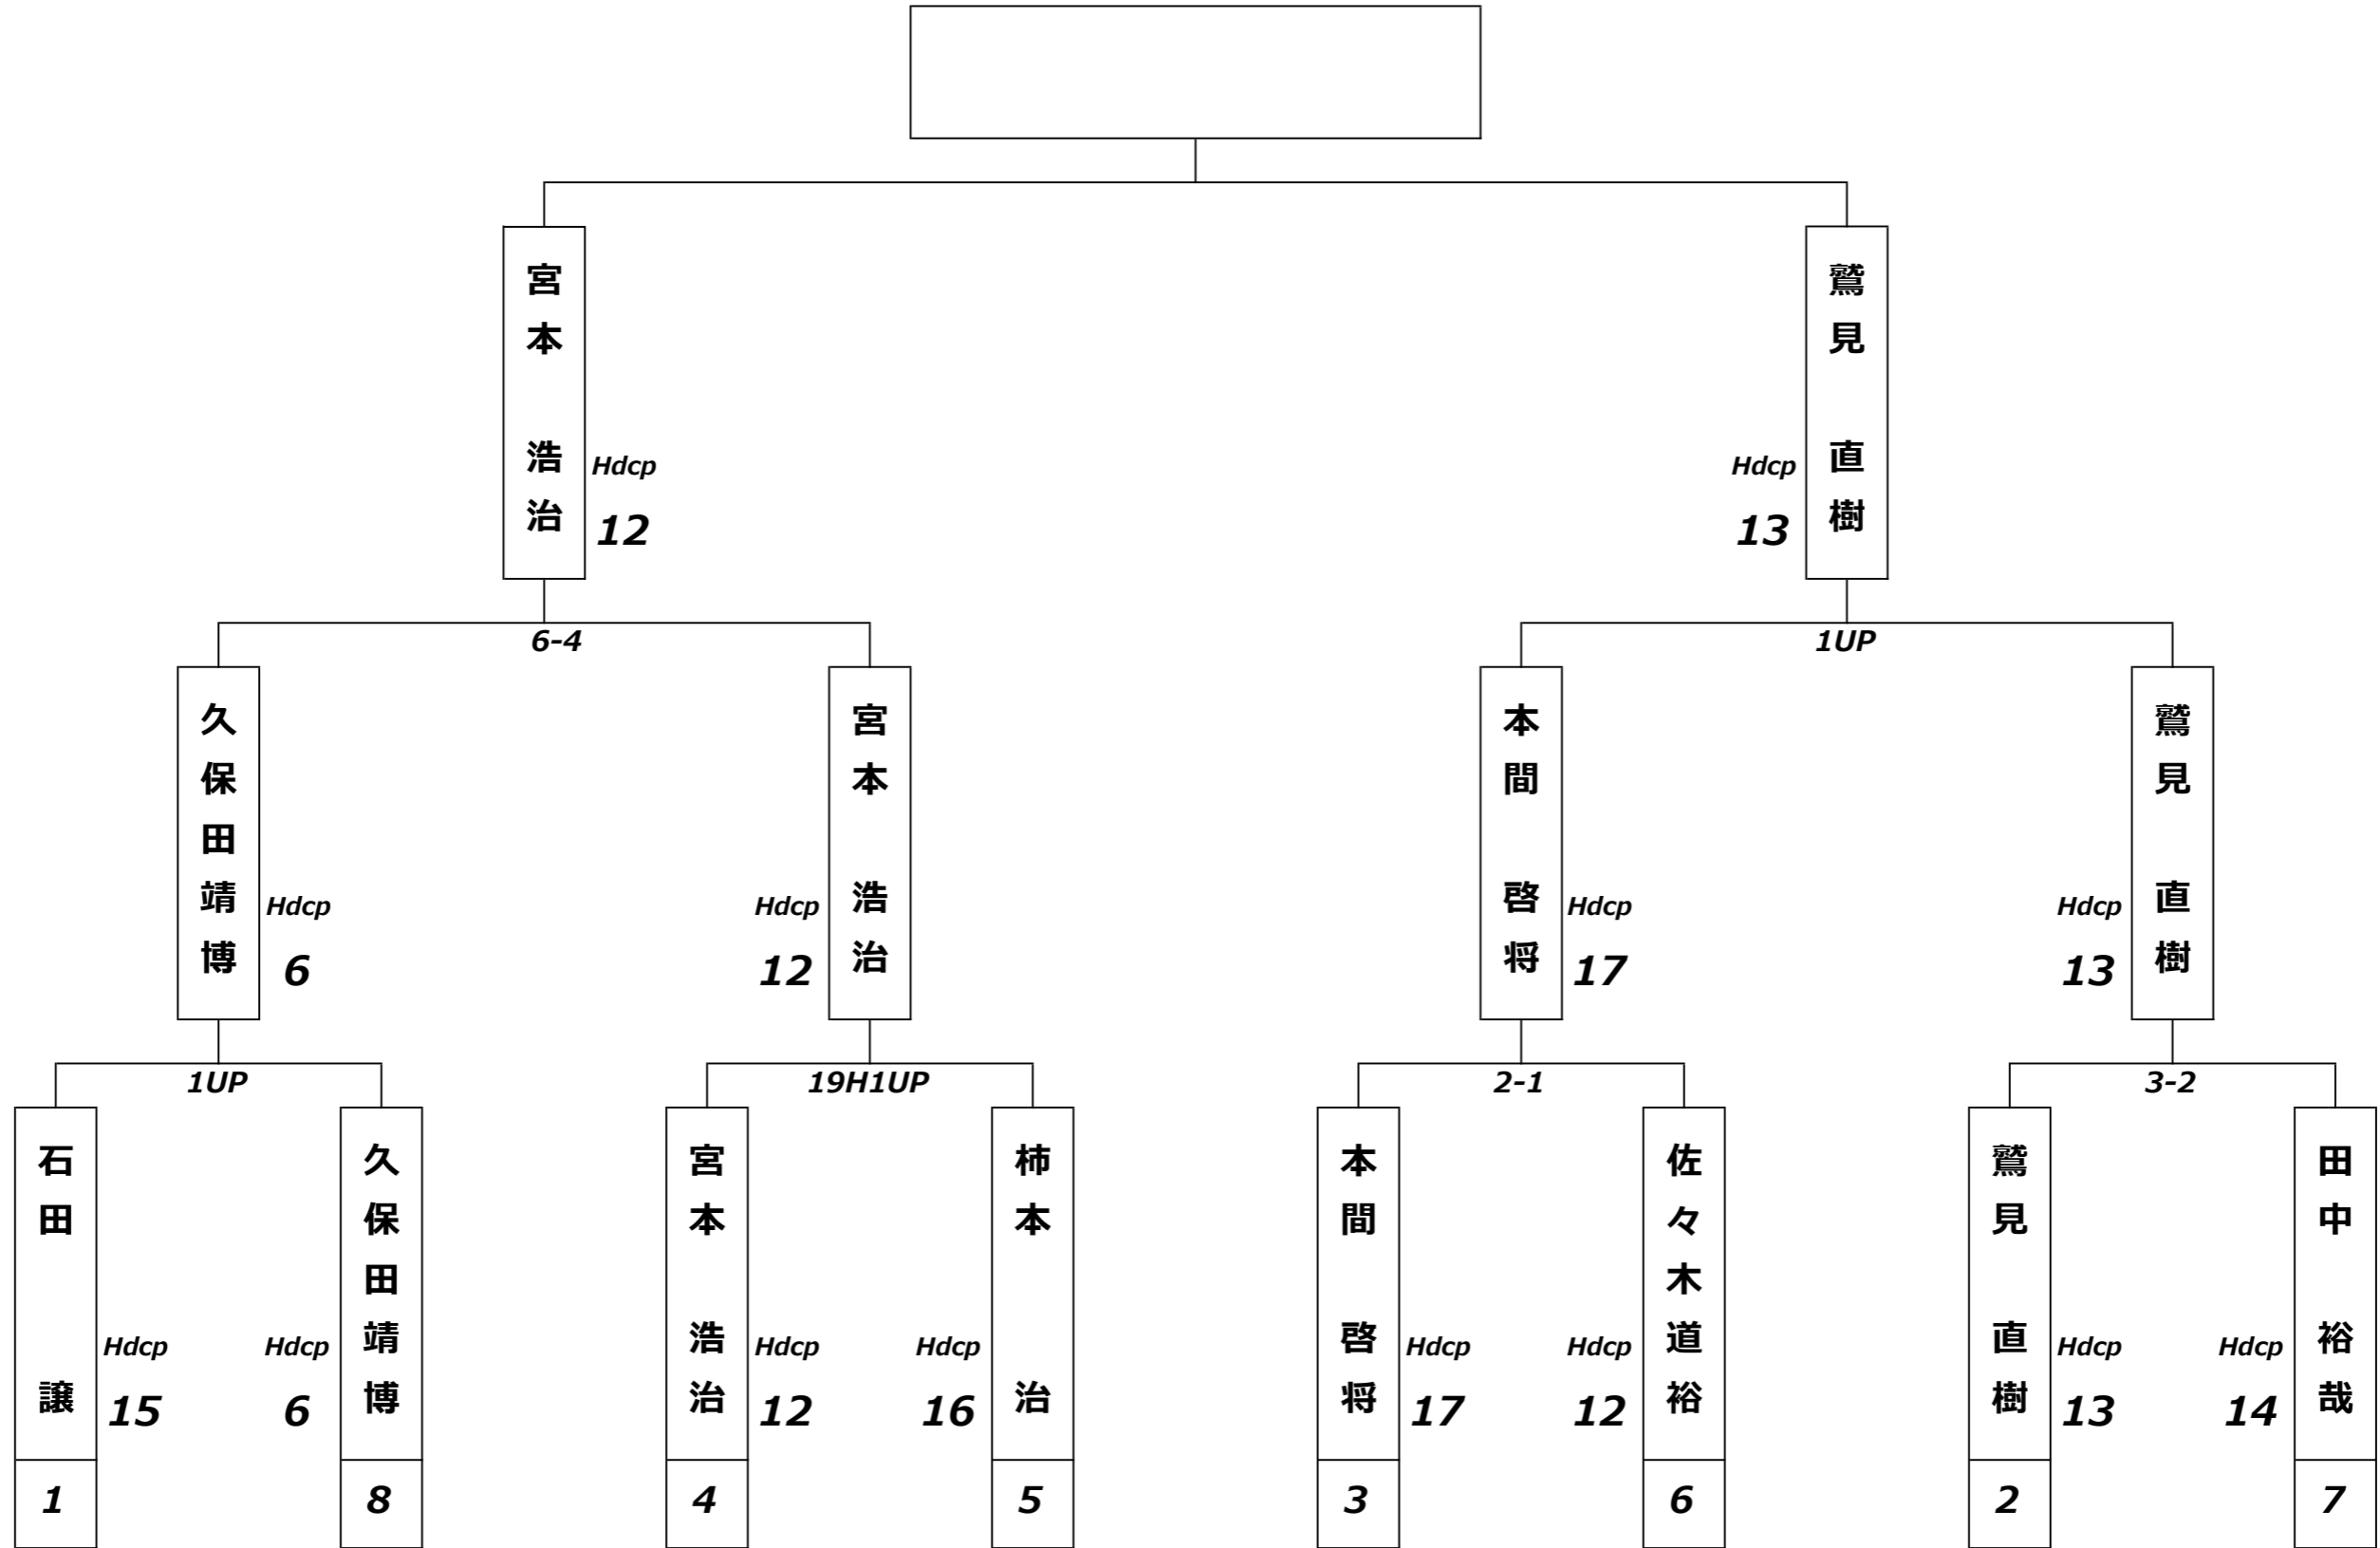 宮本 浩治
Hdcp
12
鷲見 直樹
Hdcp
13
6-4
1UP
久保田靖博
Hdcp
6
宮本 浩治
Hdcp
12
本間 啓将
Hdcp
17
鷲見 直樹
Hdcp
13
1UP
19H1UP
2-1
3-2
石田 譲
Hdcp
15
久保田靖博
Hdcp
6
宮本 浩治
Hdcp
12
柿本 治
Hdcp
16
本間 啓将
Hdcp
17
佐々木道裕
Hdcp
12
鷲見 直樹
Hdcp
13
田中 裕哉
Hdcp
14
1
8
4
5
3
6
2
7